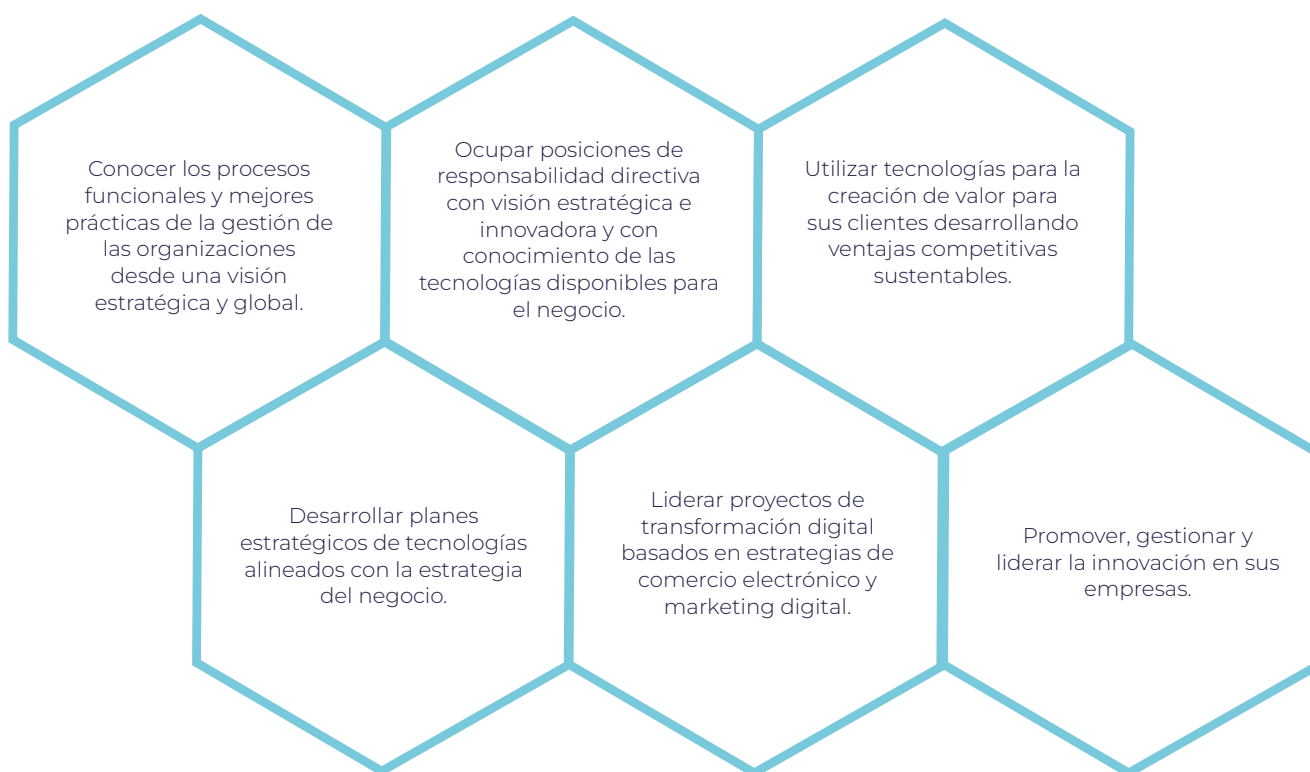 Conocer los procesos
funcionales y mejores
prácticas de la gestión de
las organizaciones
desde una visión
estratégica y global.
Ocupar posiciones de
responsabilidad directiva
con visión estratégica e
innovadora y con
conocimiento de las
tecnologías disponibles para
el negocio.
Utilizar tecnologías para la
creación de valor para
sus clientes desarrollando
ventajas competitivas
sustentables.
Desarrollar planes
estratégicos de tecnologías
alineados con la estrategia
del negocio.
Liderar proyectos de
transformación digital
basados en estrategias de
comercio electrónico y
marketing digital.
Promover, gestionar y
liderar la innovación en sus
empresas.